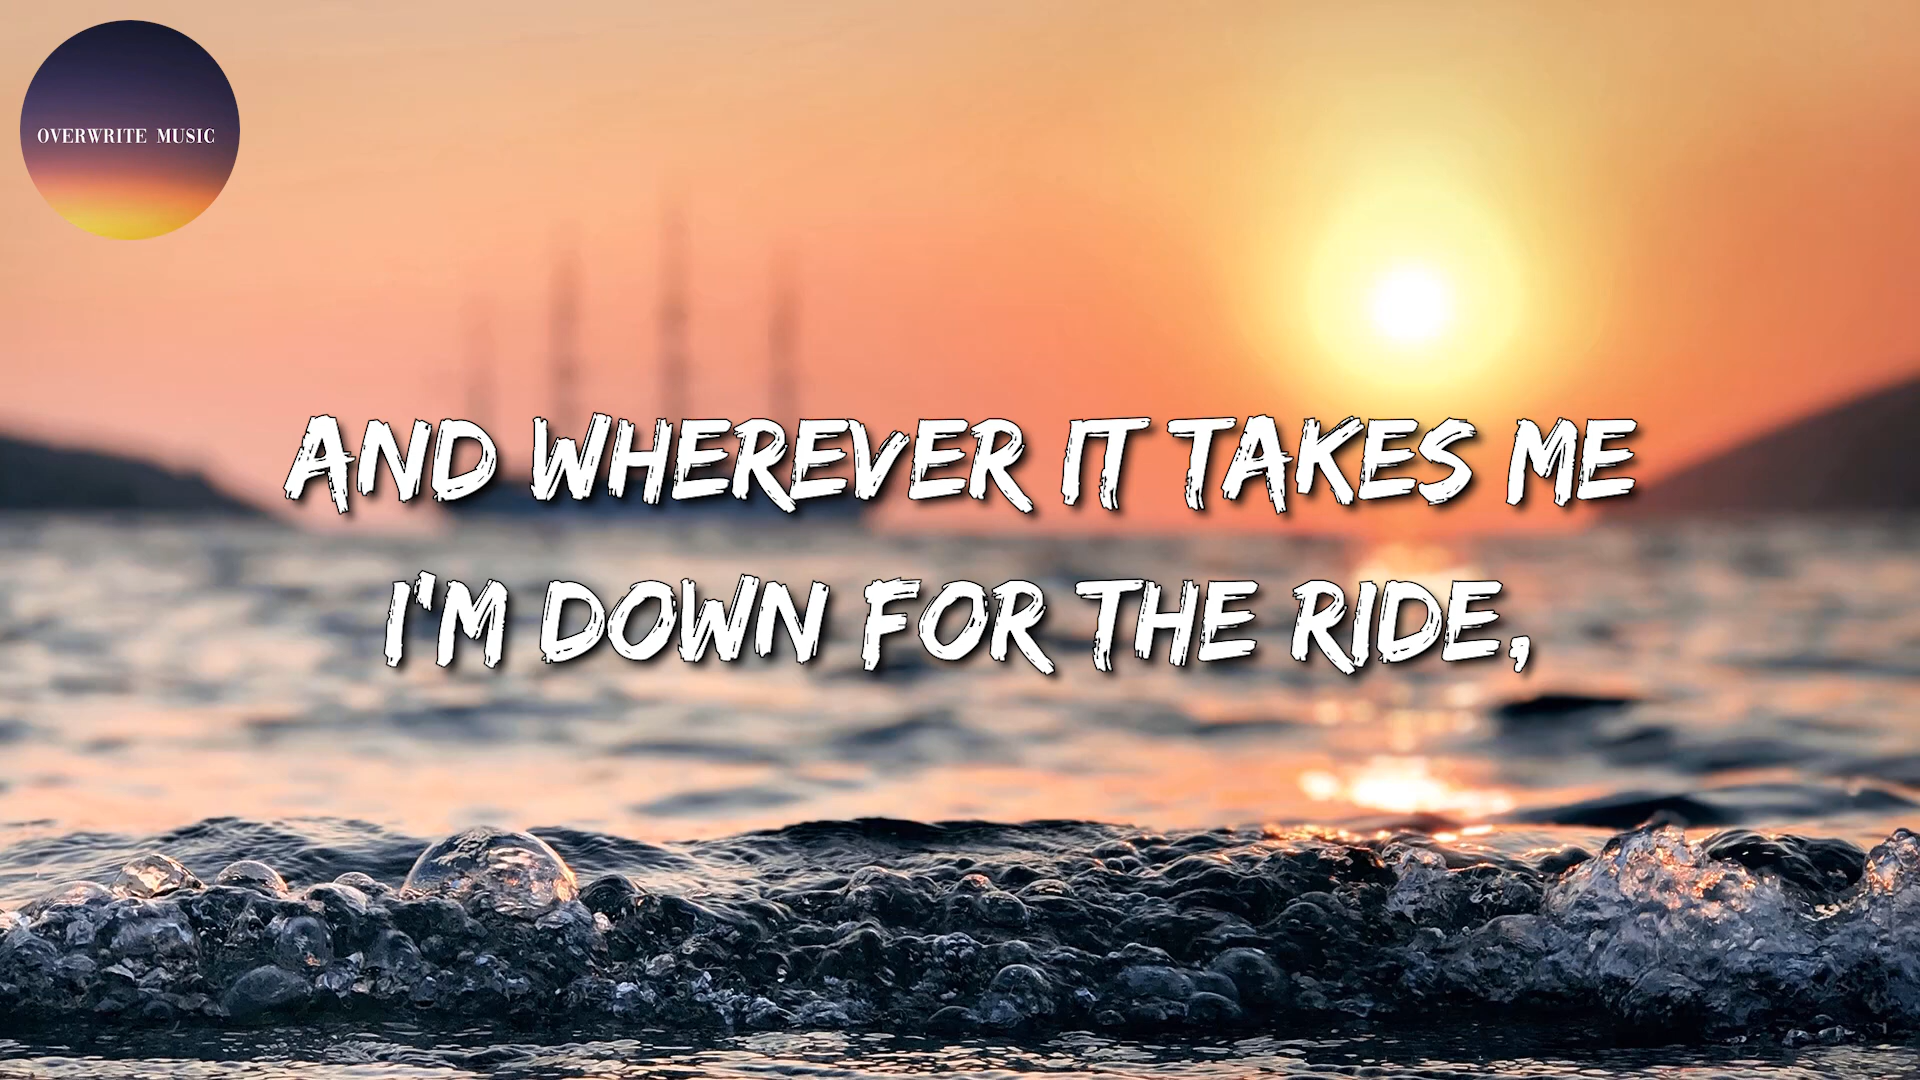 OVERWRITE MUSIC
AND WHEREVER IT TAKES ME
I'M DOWN FOR THE RIDE,